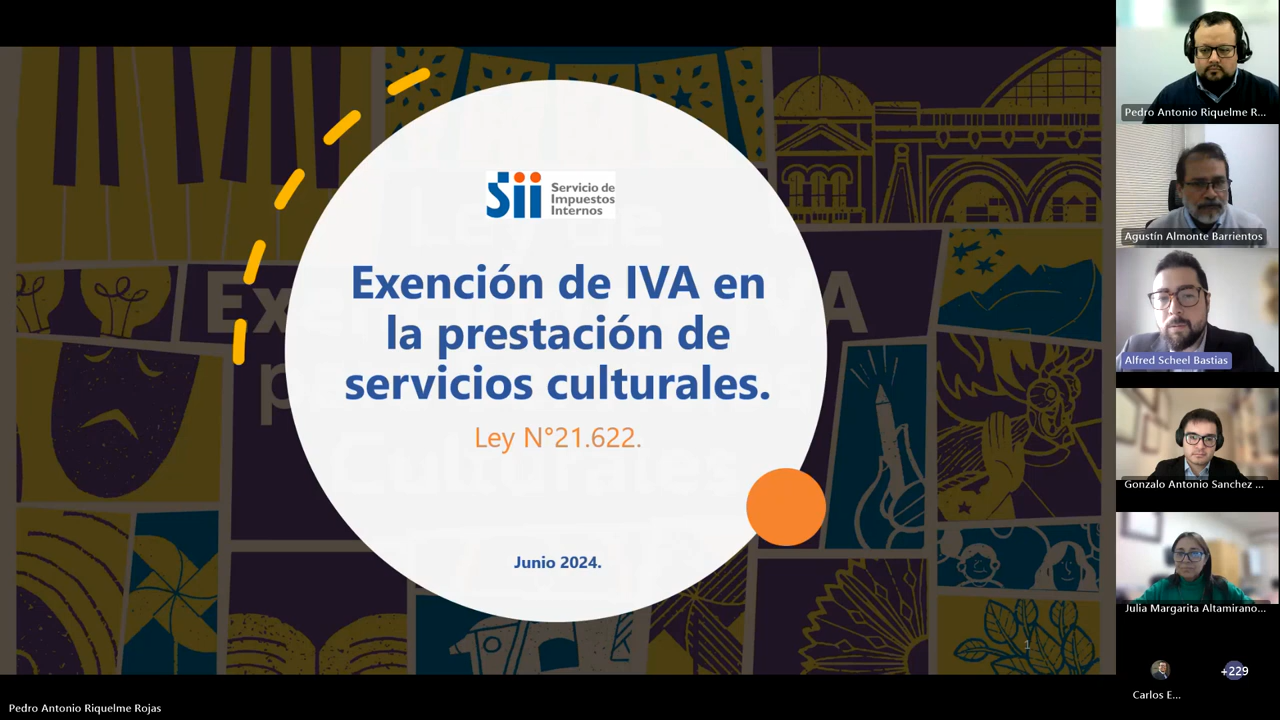 Sii Servicio de
Impuestos
Internos
Exención de IVA en
la prestación de
servicios culturales.
Ley N°21.622.
Junio 2024.
1
Pedro Antonio Riquelme R...
Agustín Almonte Barrientos
Alfred Scheel Bastias
Gonzalo Antonio Sanchez ...
Julia Margarita Altamirano...
+229
Carlos E...
Pedro Antonio Riquelme Rojas